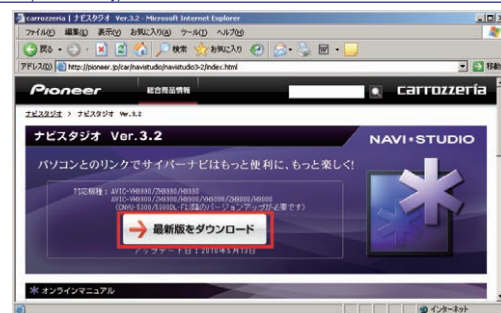 carrozzeria | ナビスタジオ Ver.3.2 - Microsoft Internet Explorer
ファイル(F) 編集(E) 表示(V) お気に入り(A) ツール(T) ヘルプ(H)
戻る 検索 お気に入り
アドレス(D) http://pioneer.jp/car/navistudio/navistudio3-2/index.html 移動
Pioneer 総合商品情報 carrozzeria
ナビスタジオ > ナビスタジオ Ver.3.2
ナビスタジオ Ver.3.2
NAVI*STUDIO
パソコンとのリンクでサイバーナビはもっと便利に、もっと楽しく!
対応機種:
最新版をダウンロード
オンラインマニュアル
インターネット